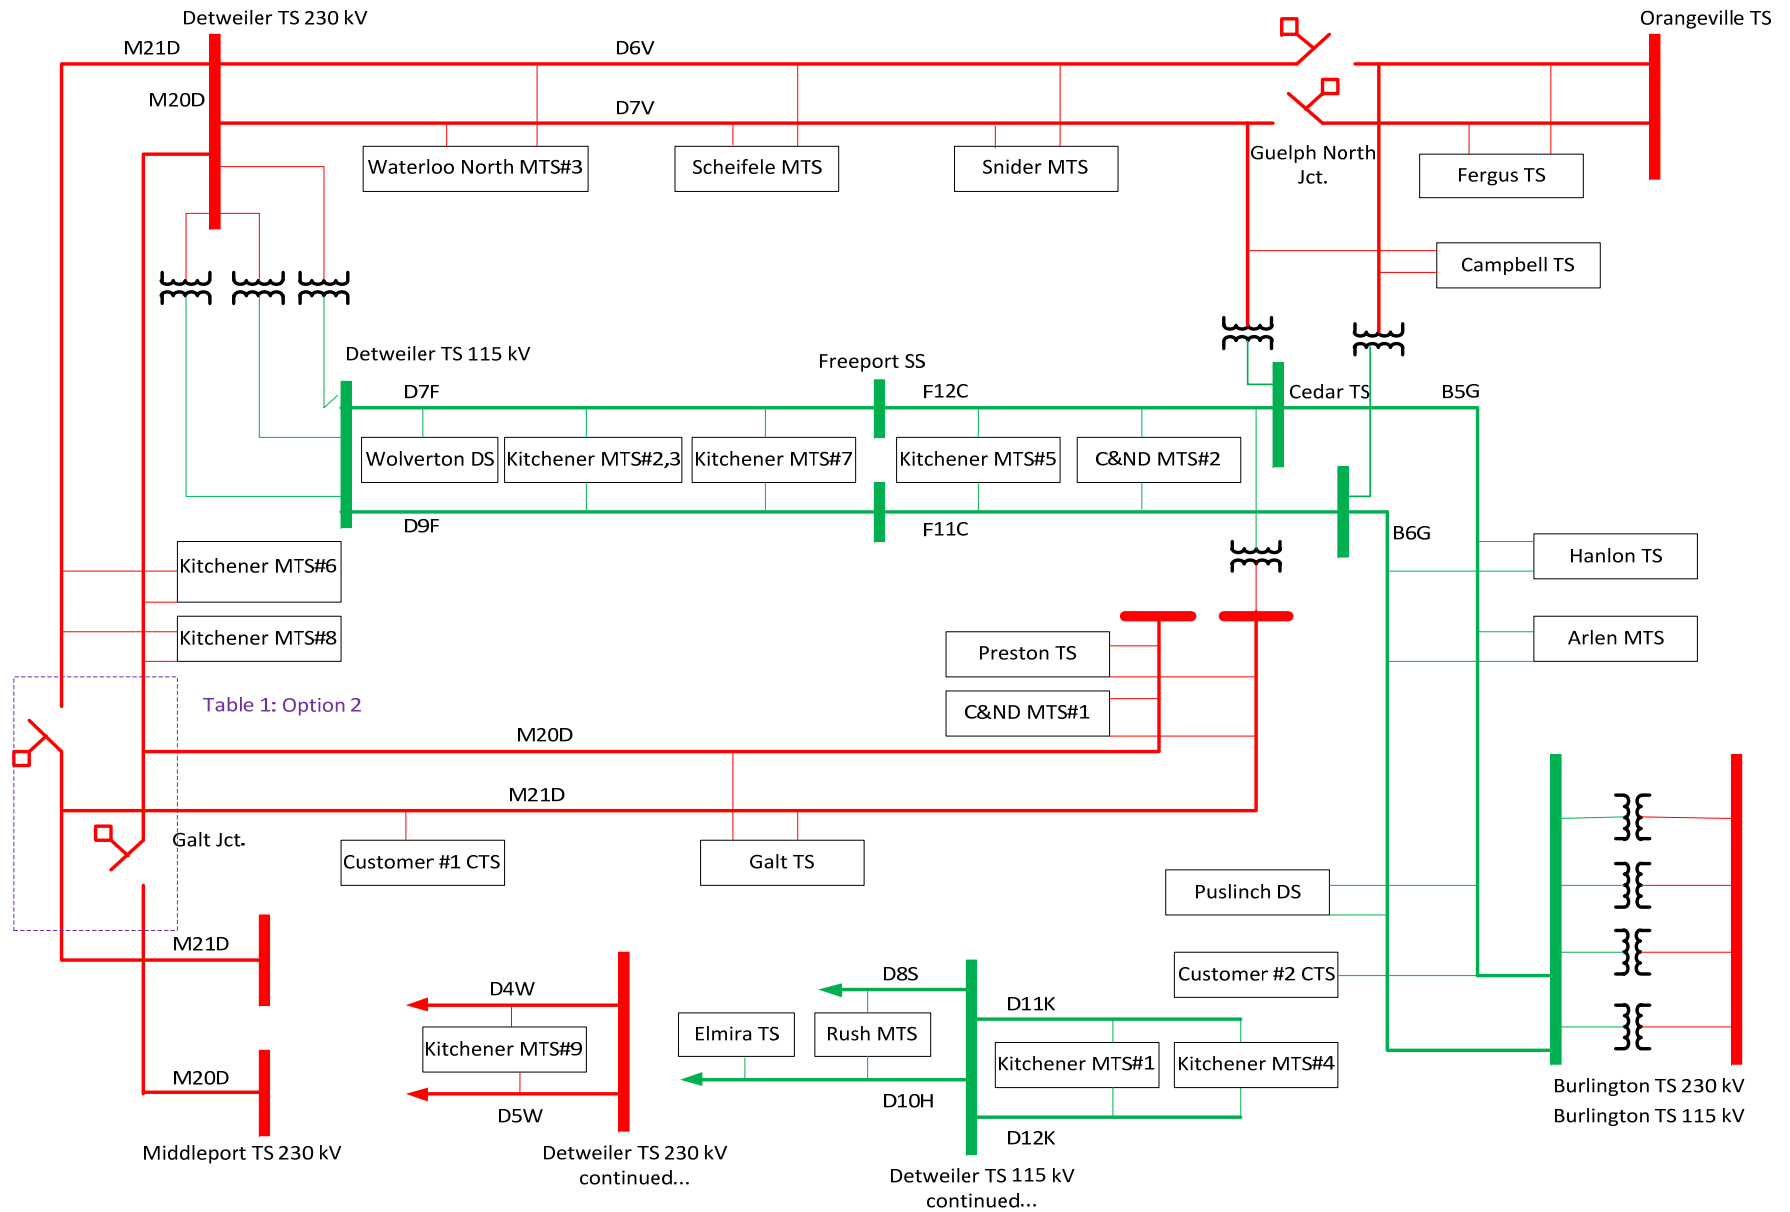 Detweiler TS 230 kV
Orangeville TS
M21D
D6V
M20D
D7V
Waterloo North MTS#3
Scheifele MTS
Snider MTS
Guelph North
Jct.
Fergus TS
Campbell TS
Detweiler TS 115 kV
Freeport SS
D7F
F12C
Cedar TS
B5G
Wolverton DS
Kitchener MTS#2,3
Kitchener MTS#7
Kitchener MTS#5
C&ND MTS#2
D9F
F11C
B6G
Kitchener MTS#6
Hanlon TS
Kitchener MTS#8
Arlen MTS
Preston TS
Table 1: Option 2
C&ND MTS#1
M20D
M21D
Galt Jct.
Customer #1 CTS
Galt TS
Puslinch DS
M21D
D4W
D8S
Customer #2 CTS
D11K
Kitchener MTS#9
Elmira TS
Rush MTS
Kitchener MTS#1
Kitchener MTS#4
M20D
D5W
D10H
D12K
Burlington TS 230 kV
Burlington TS 115 kV
Middleport TS 230 kV
Detweiler TS 230 kV
continued...
Detweiler TS 115 kV
continued...